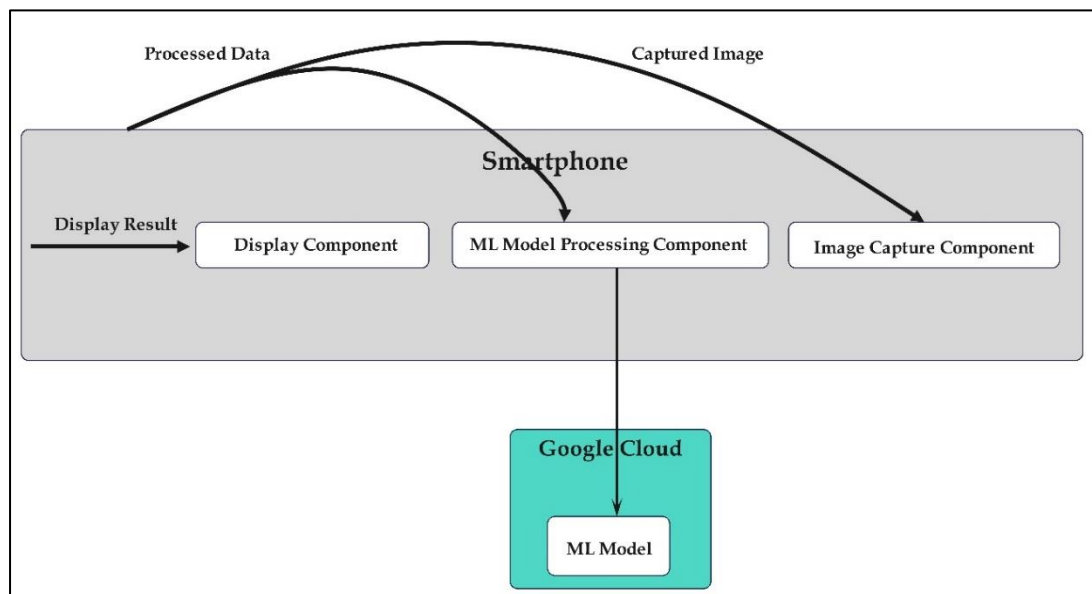 Processed Data
Captured Image
Smartphone
Display Result
Display Component
ML Model Processing Component
Image Capture Component
Google Cloud
ML Model